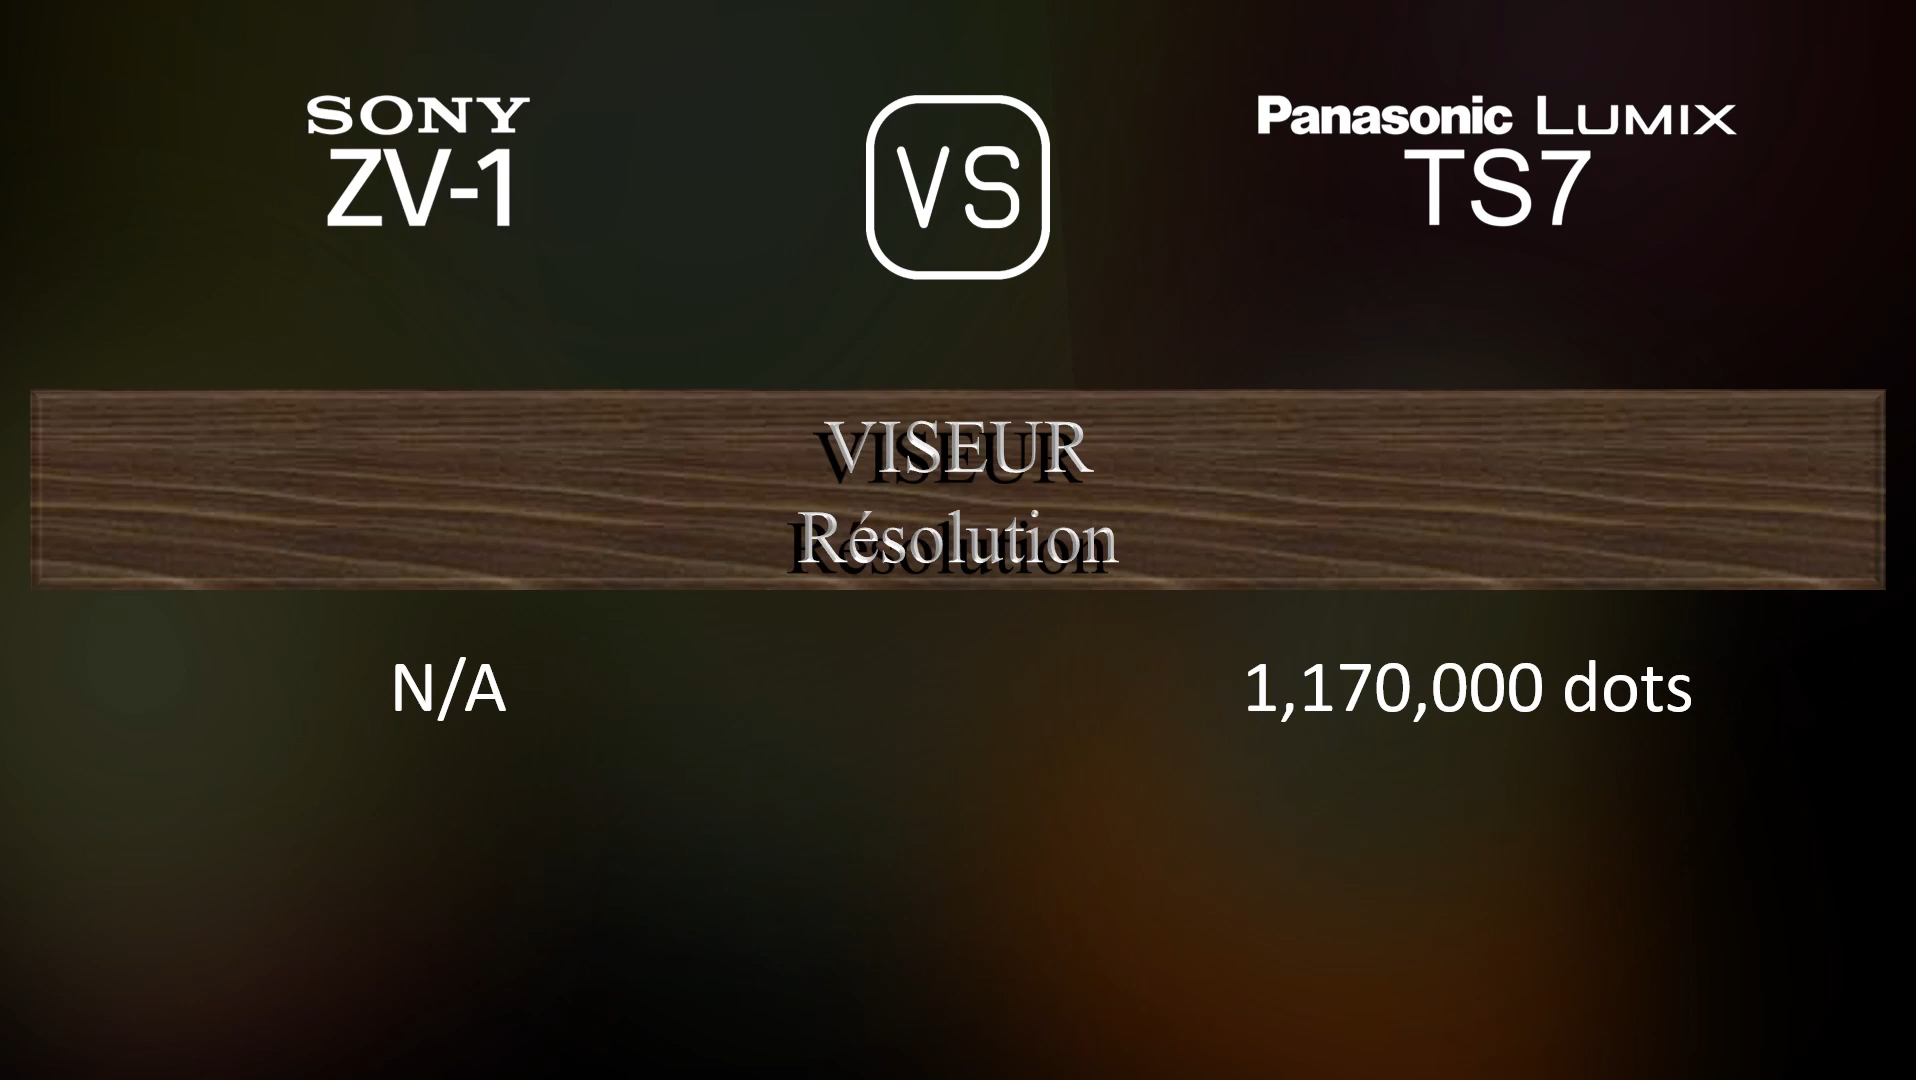 SONY
ZV-1
VS
Panasonic LUMIX
TS7
VISEUR
Résolution
N/A
1,170,000 dots